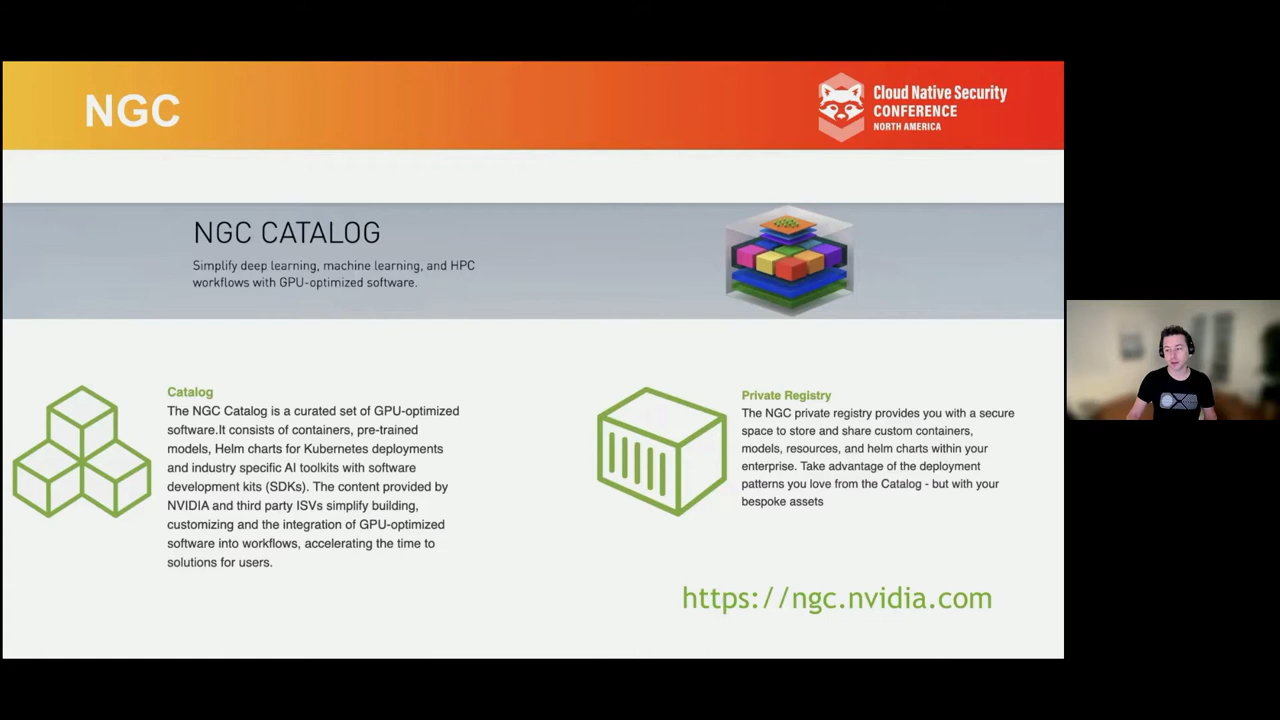 NGC
Cloud Native Security
CONFERENCE
NORTH AMERICA
NGC CATALOG
Simplify deep learning, machine learning, and HPC
workflows with GPU-optimized software.
Catalog
The NGC Catalog is a curated set of GPU-optimized
software.It consists of containers, pre-trained
models, Helm charts for Kubernetes deployments
and industry specific AI toolkits with software
development kits (SDKs). The content provided by
NVIDIA and third party ISVs simplify building,
customizing and the integration of GPU-optimized
software into workflows, accelerating the time to
solutions for users.
Private Registry
The NGC private registry provides you with a secure
space to store and share custom containers,
models, resources, and helm charts within your
enterprise. Take advantage of the deployment
patterns you love from the Catalog - but with your
bespoke assets
https://ngc.nvidia.com